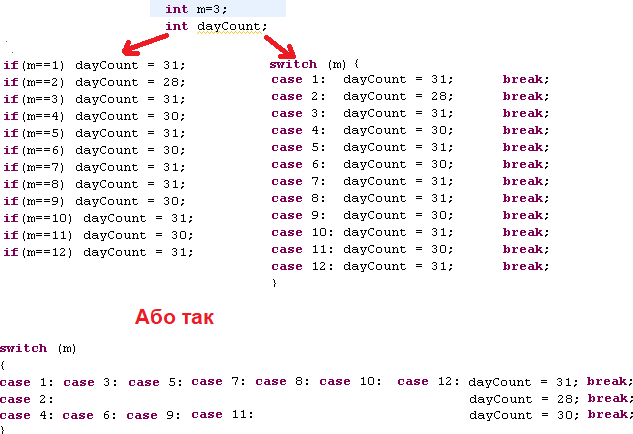 int m=3;
int dayCount;
if(m==1) dayCount = 31;
if(m==2) dayCount = 28;
if(m==3) dayCount = 31;
if(m==4) dayCount = 30;
if(m==5) dayCount = 31;
if(m==6) dayCount = 30;
if(m==7) dayCount = 31;
if(m==8) dayCount = 31;
if(m==9) dayCount = 30;
if(m==10) dayCount = 31;
if(m==11) dayCount = 30;
if(m==12) dayCount = 31;
switch (m) {
case 1: dayCount = 31; break;
case 2: dayCount = 28; break;
case 3: dayCount = 31; break;
case 4: dayCount = 30; break;
case 5: dayCount = 31; break;
case 6: dayCount = 30; break;
case 7: dayCount = 31; break;
case 8: dayCount = 31; break;
case 9: dayCount = 30; break;
case 10: dayCount = 31; break;
case 11: dayCount = 30; break;
case 12: dayCount = 31; break;
}
Або так
switch (m)
{
case 1: case 3: case 5: case 7: case 8: case 10: case 12: dayCount = 31; break;
case 2: dayCount = 28; break;
case 4: case 6: case 9: case 11: dayCount = 30; break;
}